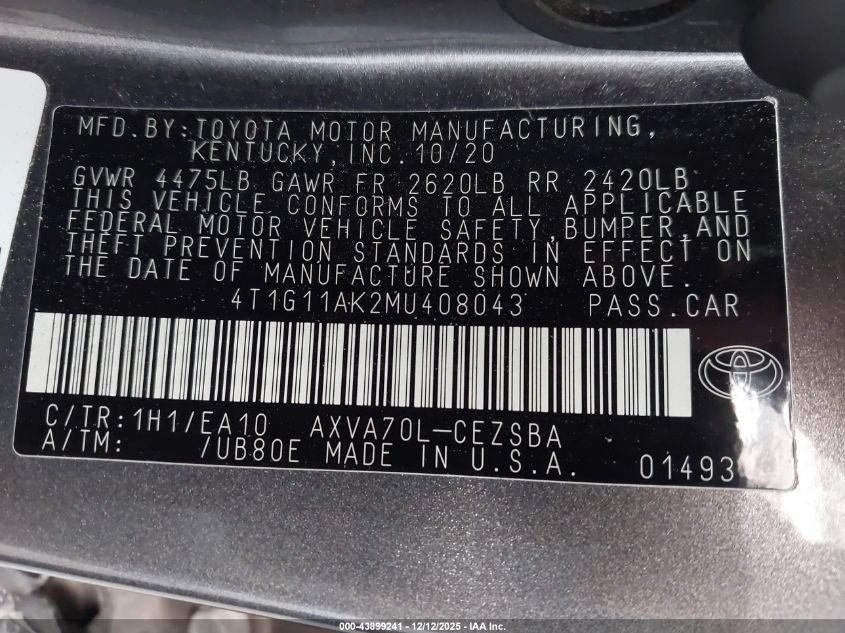 MFD.BY:TOYOTA MOTOR MANUFACTURING,
KENTUCKY,INC.10/20
GVWR 4475LB GAWR FR 2620LB RR 2420LB
THIS VEHICLE CONFORMS TO ALL APPLICABLE
FEDERAL MOTOR VEHICLE SAFETY,BUMPER,AND
THEFT PREVENTION STANDARDS IN EFFECT ON
THE DATE OF MANUFACTURE SHOWN ABOVE.
4T1G11AK2MU408043 PASS.CAR
C/TR:1H1/EA10 AXVA70L-CEZSBA
A/TM: /UB80E MADE IN U.S.A. 01493
000-43899241 - 12/12/2025 - IAA Inc.